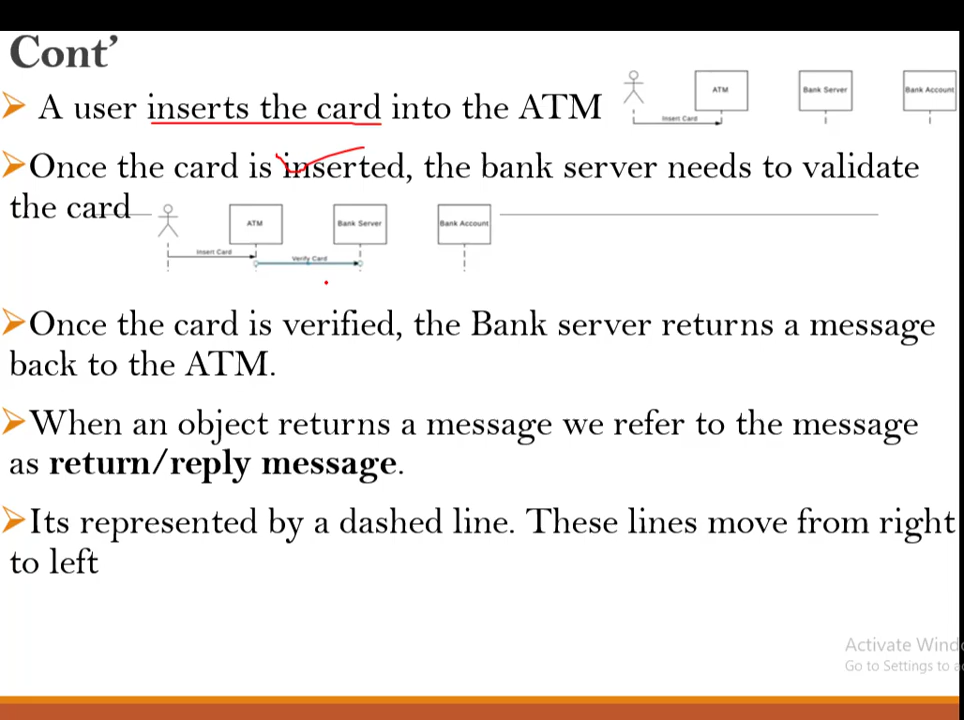 Cont’
A user inserts the card into the ATM
ATM
Bank Server
Bank Account
Insert Card
Once the card is inserted, the bank server needs to validate
the card
ATM
Bank Server
Bank Account
Insert Card
Verify Card
Once the card is verified, the Bank server returns a message
back to the ATM.
When an object returns a message we refer to the message
as return/reply message.
Its represented by a dashed line. These lines move from right
to left
Activate Wind
Go to Settings to a